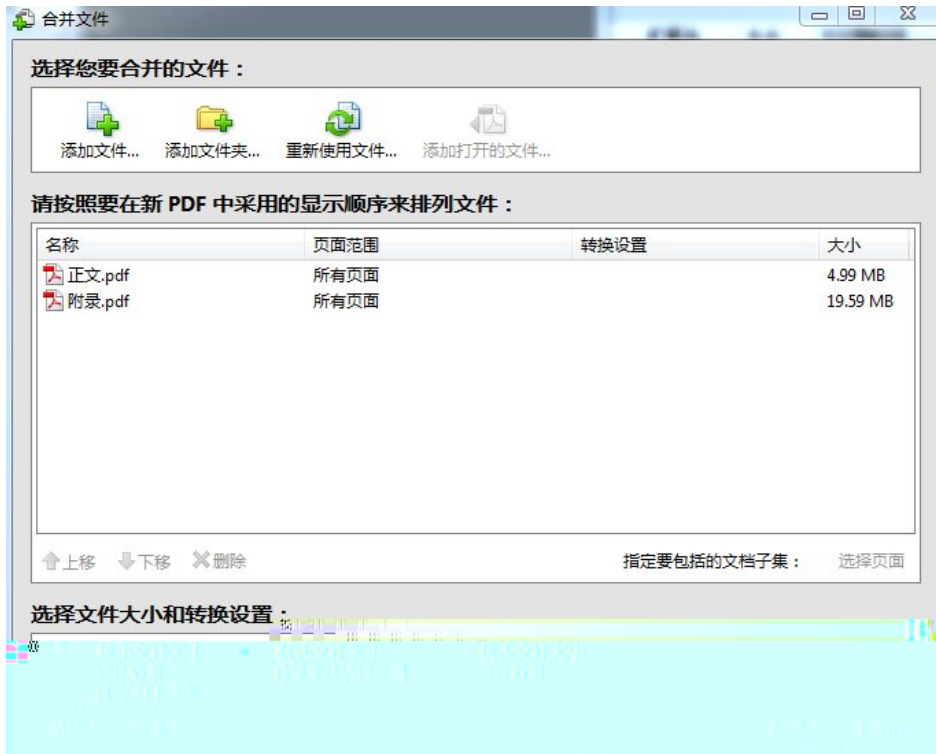 合并文件
选择您要合并的文件：
添加文件... 添加文件夹... 重新使用文件... 添加打开的文件...
请按照要在新 PDF 中采用的显示顺序来排列文件：
名称 页面范围 转换设置 大小
正文.pdf 所有页面 4.99 MB
附录.pdf 所有页面 19.59 MB
上移 下移 删除 指定要包括的文档子集： 选择页面
选择文件大小和转换设置：